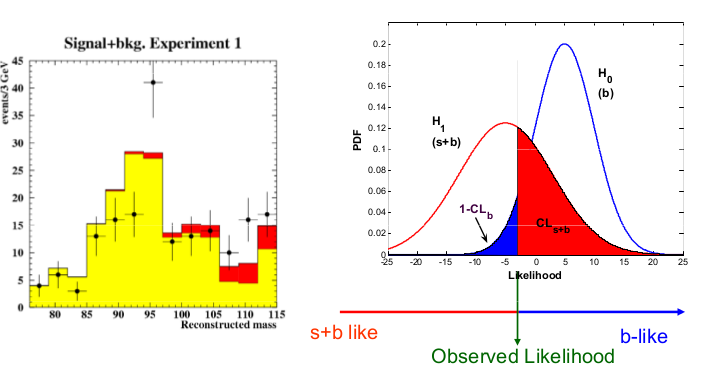 Signal+bkg. Experiment 1
events/3 GeV
45
40
35
30
25
20
15
10
5
0
80 85 90 95 100 105 110 115
Reconstructed mass
PDF
0.2
0.18
0.16
0.14
0.12
0.1
0.08
0.06
0.04
0.02
0
H0
(b)
H1
(s+b)
1-CLb
CLs+b
-25 -20 -15 -10 -5 0 5 10 15 20 25
Likelihood
s+b like
b-like
Observed Likelihood